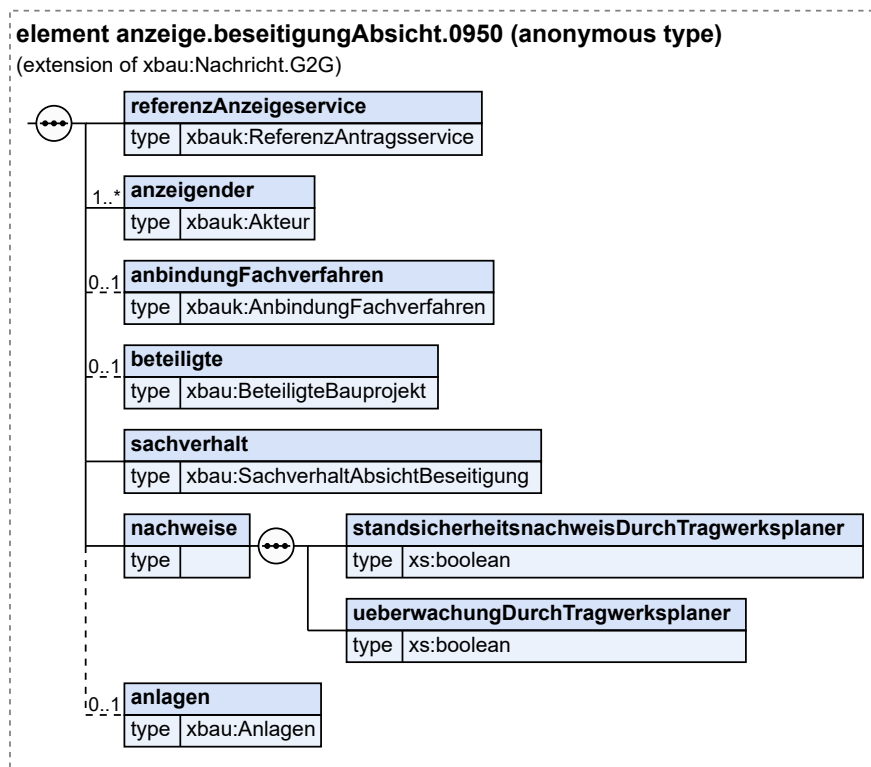 element anzeige.beseitigungAbsicht.0950 (anonymous type)
(extension of xbau:Nachricht.G2G)
referenzAnzeigeservice
type xbauk:ReferenzAntragsservice
1..* anzeigender
type xbauk:Akteur
0..1 anbindungFachverfahren
type xbauk:AnbindungFachverfahren
0..1 beteiligte
type xbau:BeteiligteBauprojekt
sachverhalt
type xbau:SachverhaltAbsichtBeseitigung
nachweise
type
standsicherheitsnachweisDurchTragwerksplaner
type xs:boolean
ueberwachungDurchTragwerksplaner
type xs:boolean
0..1 anlagen
type xbau:Anlagen